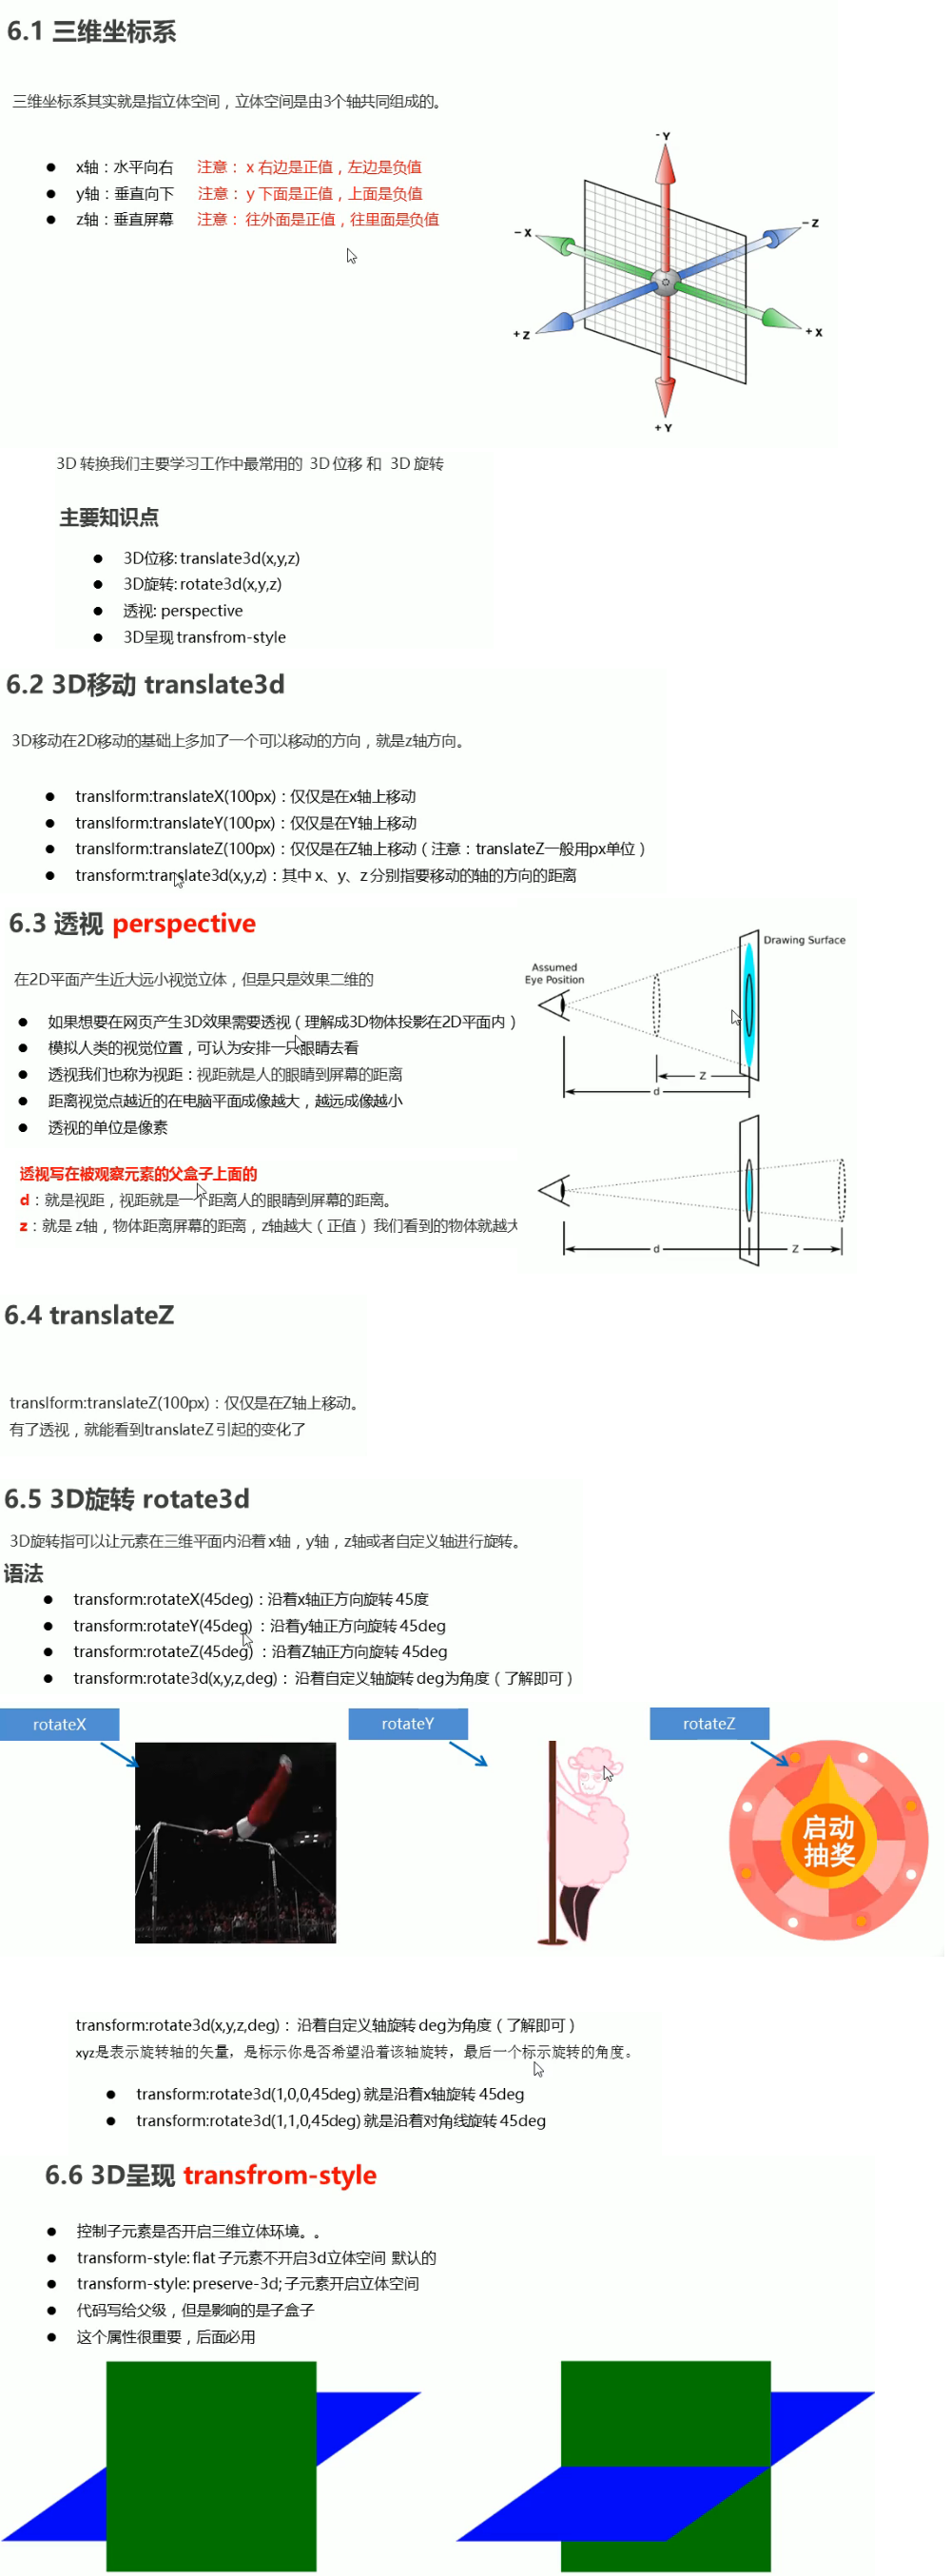 6.1 三维坐标系
三维坐标系其实就是指立体空间，立体空间是由3个轴共同组成的。
x轴：水平向右 注意： x 右边是正值，左边是负值
y轴：垂直向下 注意： y 下面是正值，上面是负值
z轴：垂直屏幕 注意： 往外面是正值，往里面是负值
- Y
- X
- Z
+ Z
+ X
+ Y
3D 转换我们主要学习工作中最常用的 3D 位移 和 3D 旋转
主要知识点
3D位移: translate3d(x,y,z)
3D旋转: rotate3d(x,y,z)
透视: perspective
3D呈现 transfrom-style
6.2 3D移动 translate3d
3D移动在2D移动的基础上多加了一个可以移动的方向，就是z轴方向。
translform:translateX(100px)：仅仅是在x轴上移动
translform:translateY(100px)：仅仅是在Y轴上移动
translform:translateZ(100px)：仅仅是在Z轴上移动（注意：translateZ一般用px单位）
transform:translate3d(x,y,z)：其中 x、y、z 分别指要移动的轴的方向的距离
6.3 透视 perspective
在2D平面产生近大远小视觉立体，但是只是效果二维的
如果想要在网页产生3D效果需要透视（理解成3D物体投影在2D平面内）
模拟人类的视觉位置，可认为安排一只眼睛去看
透视我们也称为视距：视距就是人的眼睛到屏幕的距离
距离视觉点越近的在电脑平面成像越大，越远成像越小
透视的单位是像素
透视写在被观察元素的父盒子上面的
d：就是视距，视距就是一个距离人的眼睛到屏幕的距离。
z：就是 z轴，物体距离屏幕的距离，z轴越大（正值）我们看到的物体就越大
Drawing Surface
Assumed
Eye Position
Z
d
d
Z
6.4 translateZ
translform:translateZ(100px)：仅仅是在Z轴上移动。
有了透视，就能看到translateZ 引起的变化了
6.5 3D旋转 rotate3d
3D旋转指可以让元素在三维平面内沿着 x轴，y轴，z轴或者自定义轴进行旋转。
语法
transform:rotateX(45deg)：沿着x轴正方向旋转 45度
transform:rotateY(45deg) ：沿着y轴正方向旋转 45deg
transform:rotateZ(45deg) ：沿着Z轴正方向旋转 45deg
transform:rotate3d(x,y,z,deg)： 沿着自定义轴旋转 deg为角度（了解即可）
rotateX
rotateY
rotateZ
启动
抽奖
transform:rotate3d(x,y,z,deg)： 沿着自定义轴旋转 deg为角度（了解即可）
xyz是表示旋转轴的矢量，是标示你是否希望沿着该轴旋转，最后一个标示旋转的角度。
transform:rotate3d(1,0,0,45deg) 就是沿着x轴旋转 45deg
transform:rotate3d(1,1,0,45deg) 就是沿着对角线旋转 45deg
6.6 3D呈现 transfrom-style
控制子元素是否开启三维立体环境。。
transform-style: flat 子元素不开启3d立体空间 默认的
transform-style: preserve-3d; 子元素开启立体空间
代码写给父级，但是影响的是子盒子
这个属性很重要，后面必用